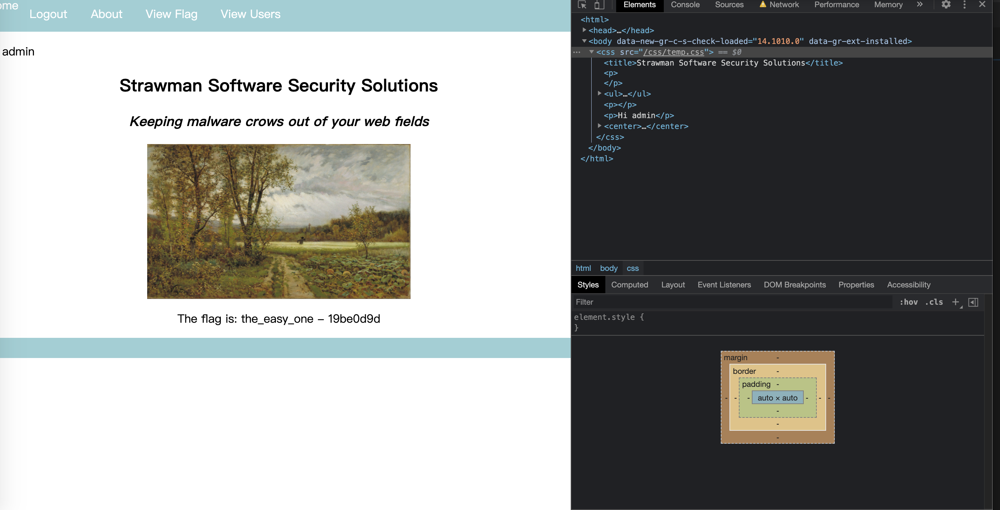 ome
Logout About View Flag View Users
admin
Strawman Software Security Solutions
Keeping malware crows out of your web fields
The flag is: the_easy_one – 19be0d9d
Elements Console Sources Network Performance Memory »
<html>
<head>…</head>
<body data-new-gr-c-s-check-loaded="14.1010.0" data-gr-ext-installed>
… <css src="/css/temp.css"> == $0
<title>Strawman Software Security Solutions</title>
<p>
</p>
<ul>…</ul>
<p></p>
<p>Hi admin</p>
<center>…</center>
</css>
</body>
</html>
html body css
Styles Computed Layout Event Listeners DOM Breakpoints Properties Accessibility
Filter :hov .cls +
element.style {
}
margin -
border -
padding -
- - - auto × auto - - -
-
-
-